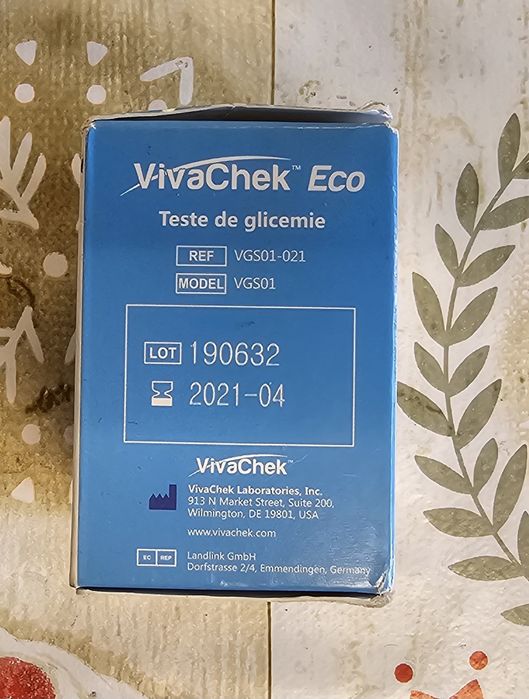 VivaChek™ Eco
Teste de glicemie
REF VGS01-021
MODEL VGS01
LOT 190632
2021-04
VivaChek™
VivaChek Laboratories, Inc.
913 N Market Street, Suite 200,
Wilmington, DE 19801, USA
www.vivachek.com
EC REP Landlink GmbH
Dorfstrasse 2/4, Emmendingen, Germany